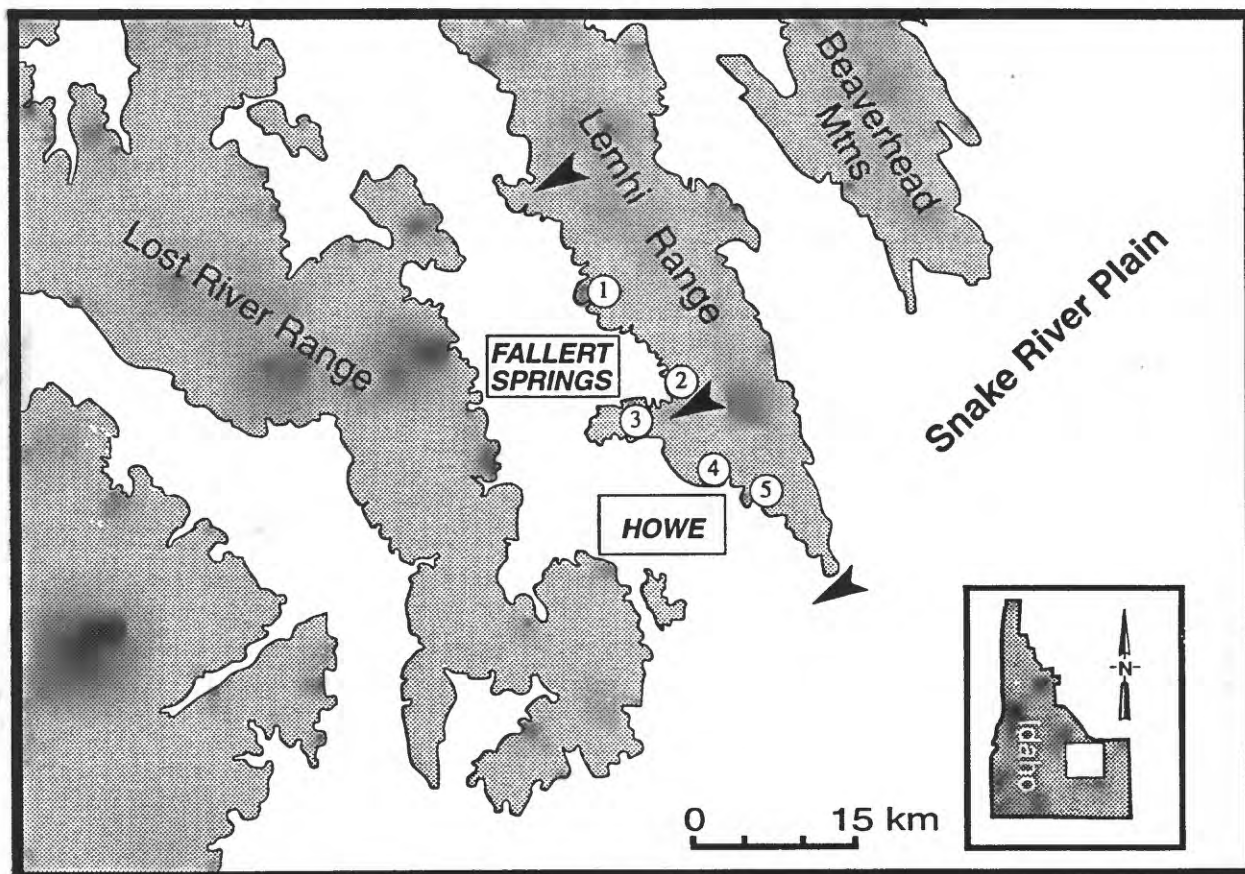 Beaverhead
Mtns
Lemhi
Range
Lost River Range
Snake River Plain
1
FALLERT
SPRINGS
2
3
4
5
HOWE
N
Idaho
0 15 km